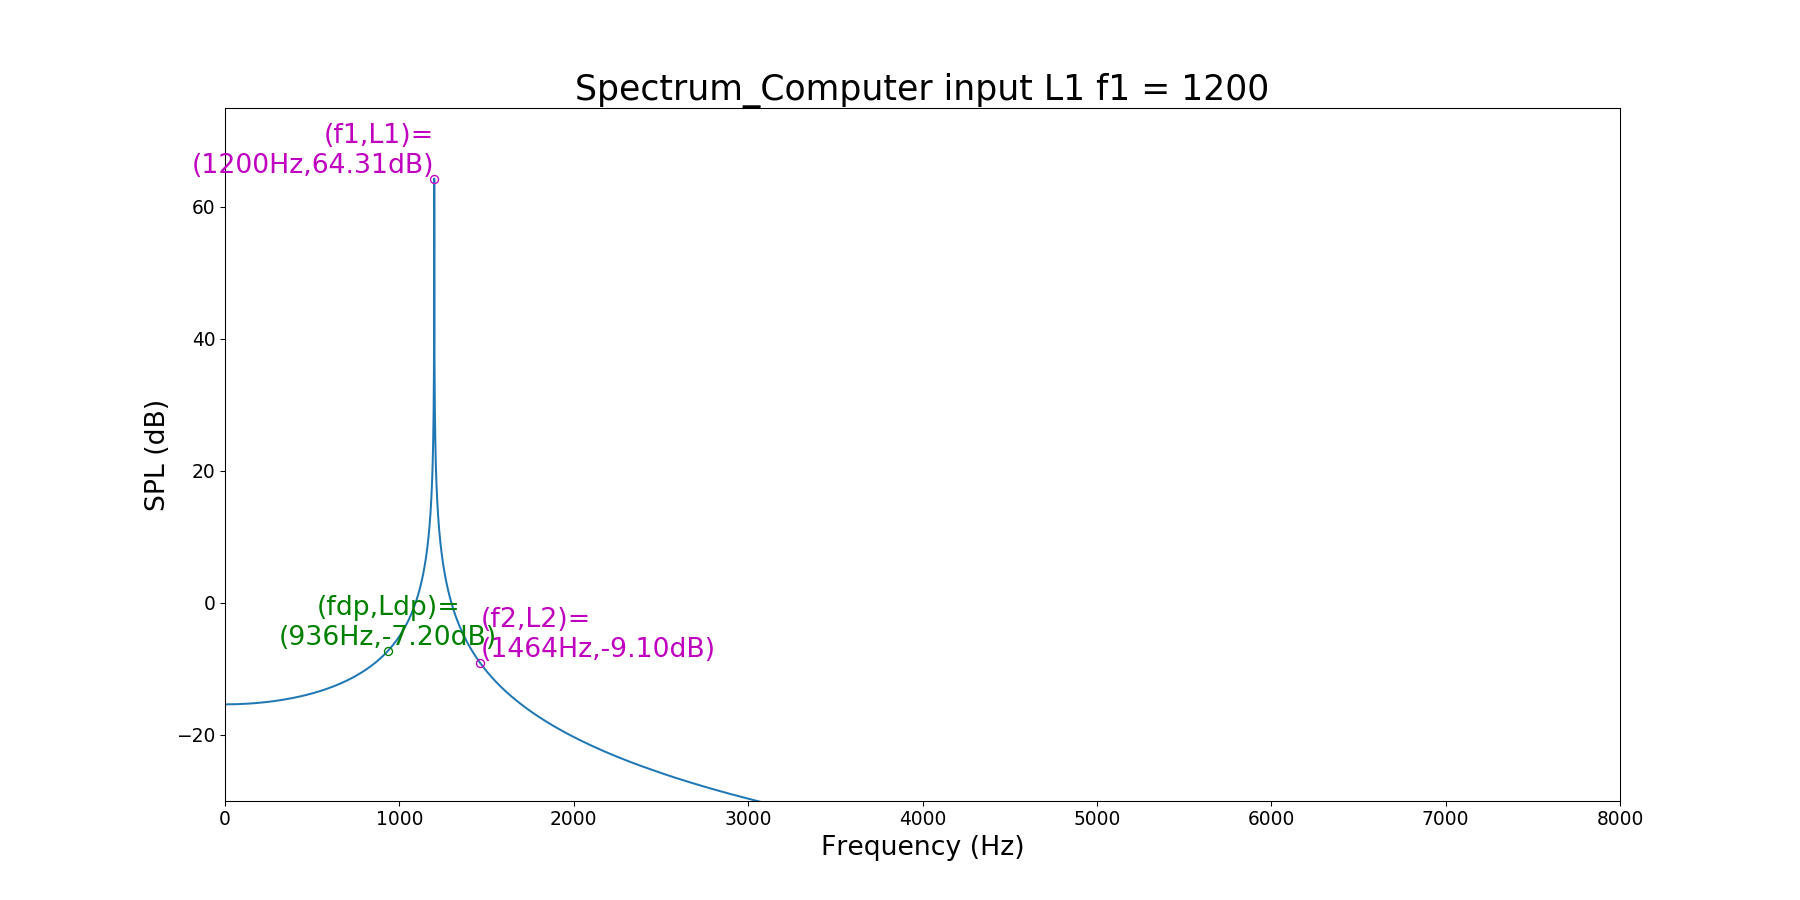 Spectrum_Computer input L1 f1 = 1200
(f1,L1)=
(1200Hz,64.31dB)
60
40
20
0
−20
SPL (dB)
(fdp,Ldp)=
(936Hz,-7.20dB)
(f2,L2)=
(1464Hz,-9.10dB)
0 1000 2000 3000 4000 5000 6000 7000 8000
Frequency (Hz)